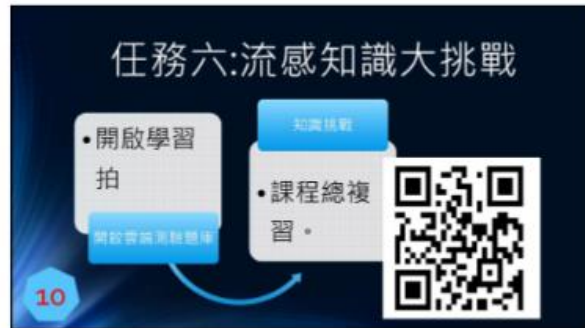 任務六:流感知識大挑戰
•開啟學習
拍
開啟雲端測驗題庫
知識挑戰
•課程總複
習。
10